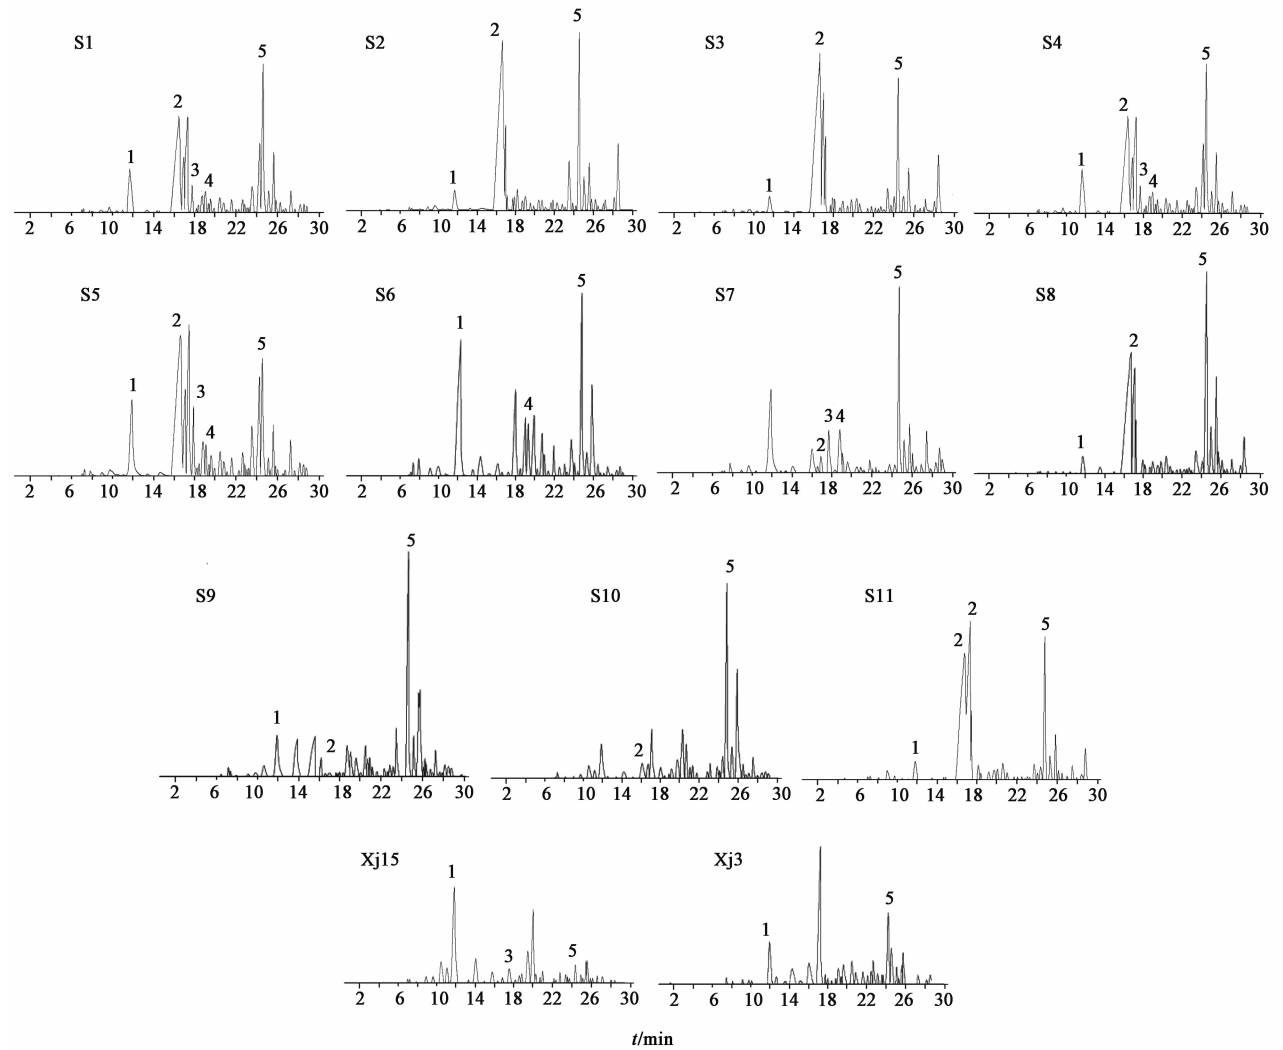 S1 1 2 3 4 5
2 6 10 14 18 22 26 30
S2 1 2 5
2 6 10 14 18 22 26 30
S3 1 2 5
2 6 10 14 18 22 26 30
S4 1 2 3 4 5
2 6 10 14 18 22 26 30
S5 1 2 3 4 5
2 6 10 14 18 22 26 30
S6 1 4 5
2 6 10 14 18 22 26 30
S7 2 3 4 5
2 6 10 14 18 22 26 30
S8 1 2 5
2 6 10 14 18 22 26 30
S9 1 2 5
2 6 10 14 18 22 26 30
S10 2 5
2 6 10 14 18 22 26 30
S11 1 2 2 5
2 6 10 14 18 22 26 30
Xj15 1 3 5
2 6 10 14 18 22 26 30
Xj3 1 5
2 6 10 14 18 22 26 30
t/min